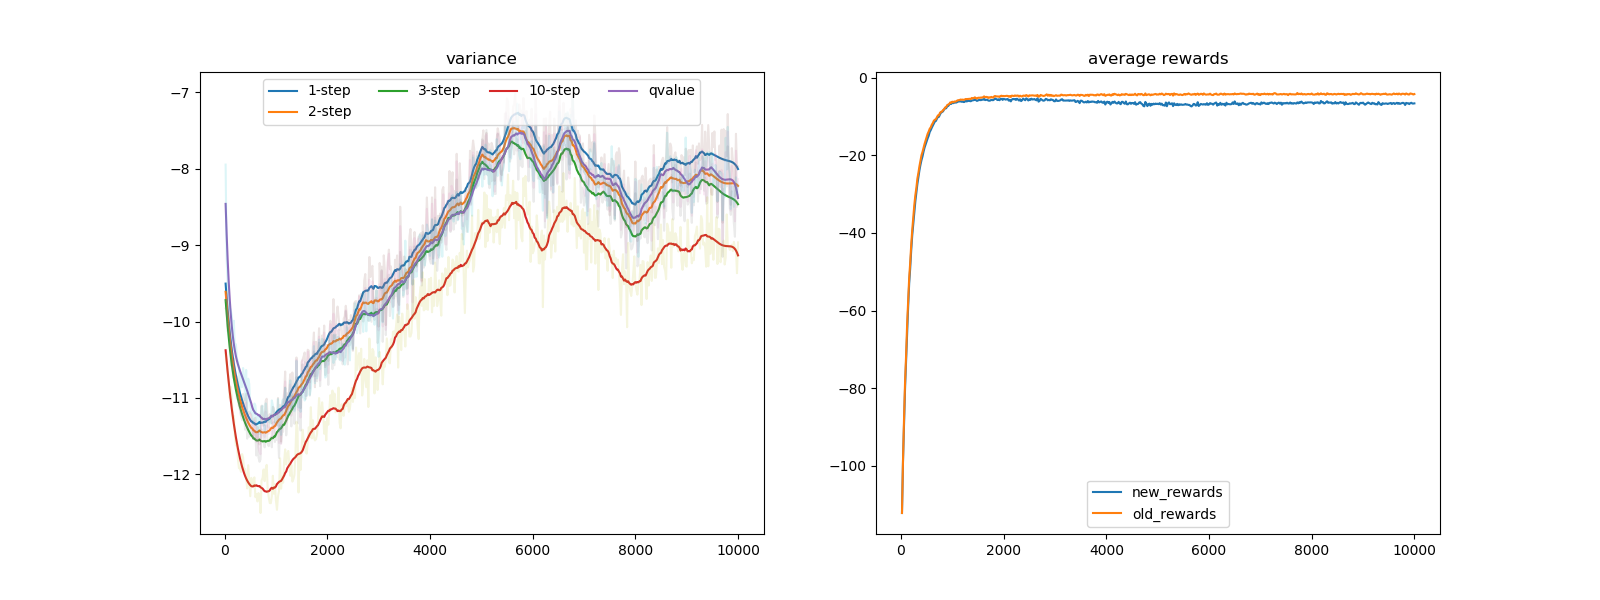 variance
1-step 3-step 10-step qvalue
2-step
−7
−8
−9
−10
−11
−12
0 2000 4000 6000 8000 10000
average rewards
0
−20
−40
−60
−80
−100
new_rewards
old_rewards
0 2000 4000 6000 8000 10000